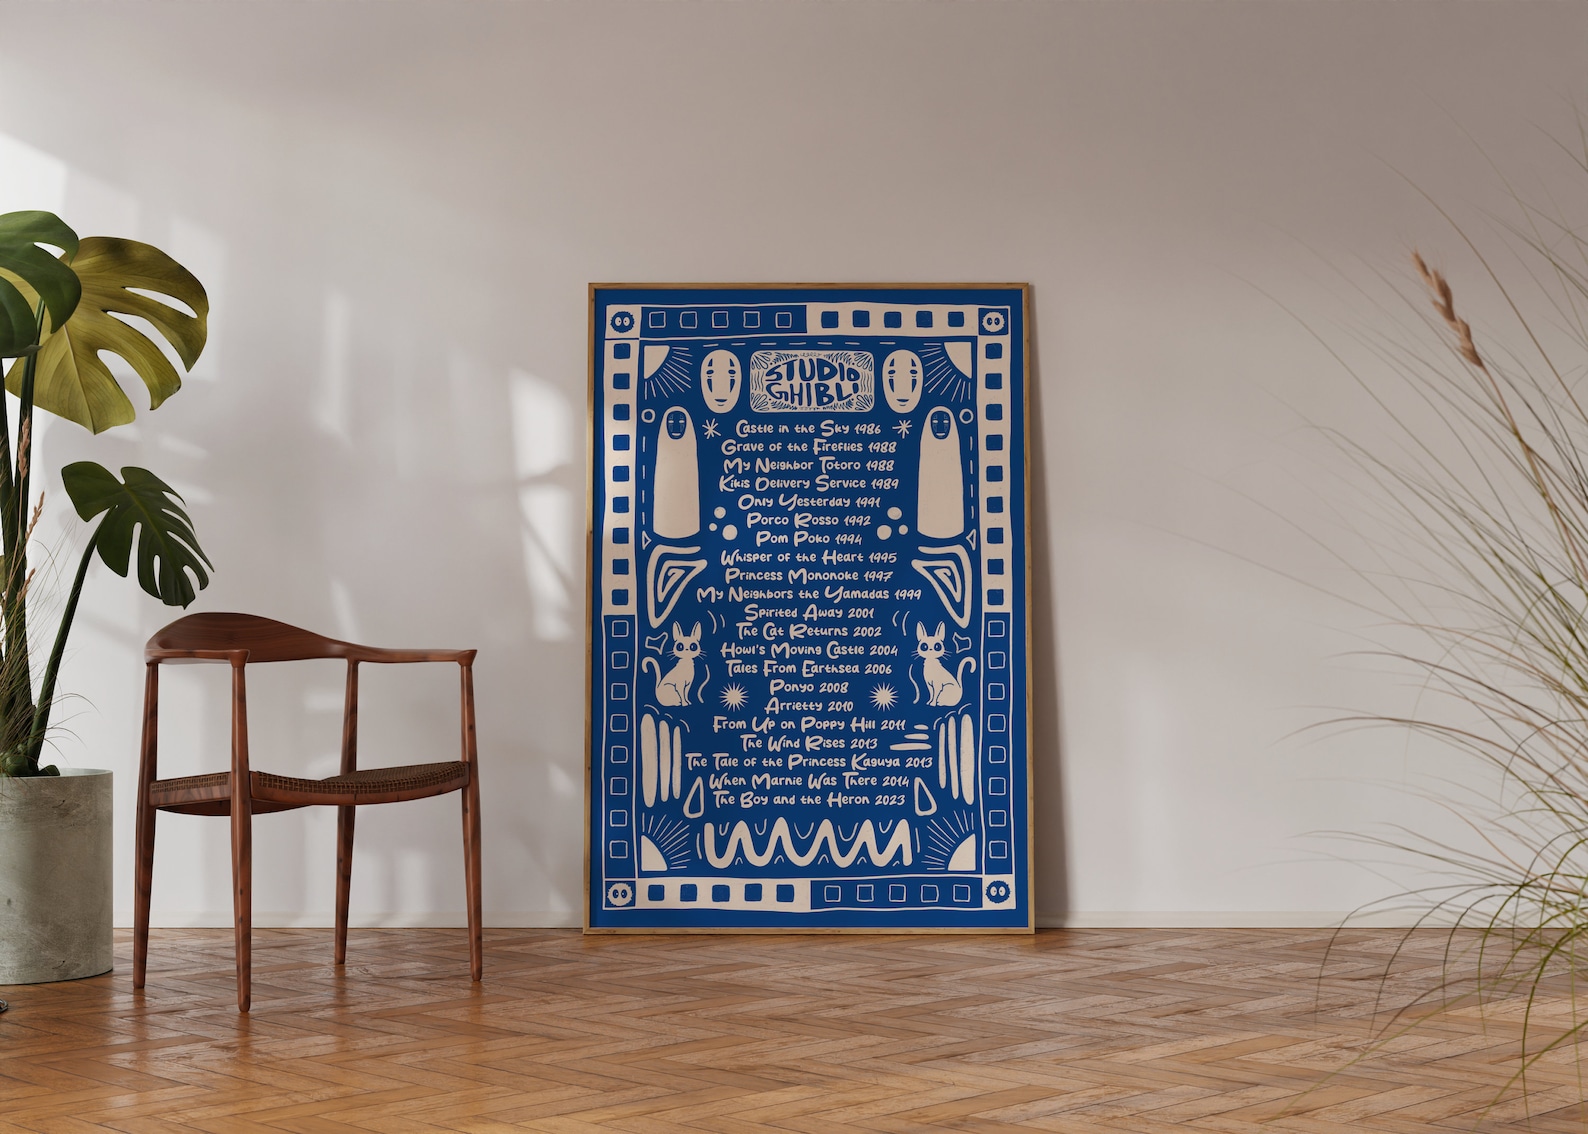 STUDIO
GHIBLI
Castle in the Sky 1986
Grave of the Fireflies 1988
My Neighbor Totoro 1988
Kikis Delivery Service 1989
Only Yesterday 1991
Porco Rosso 1992
Pom Poko 1994
Whisper of the Heart 1995
Princess Mononoke 1997
My Neighbors the Yamadas 1999
Spirited Away 2001
The Cat Returns 2002
Howl's Moving Castle 2004
Tales From Earthsea 2006
Ponyo 2008
Arrietty 2010
From Up on Poppy Hill 2011
The Wind Rises 2013
The Tale of the Princess Kaguya 2013
When Marnie Was There 2014
The Boy and the Heron 2023